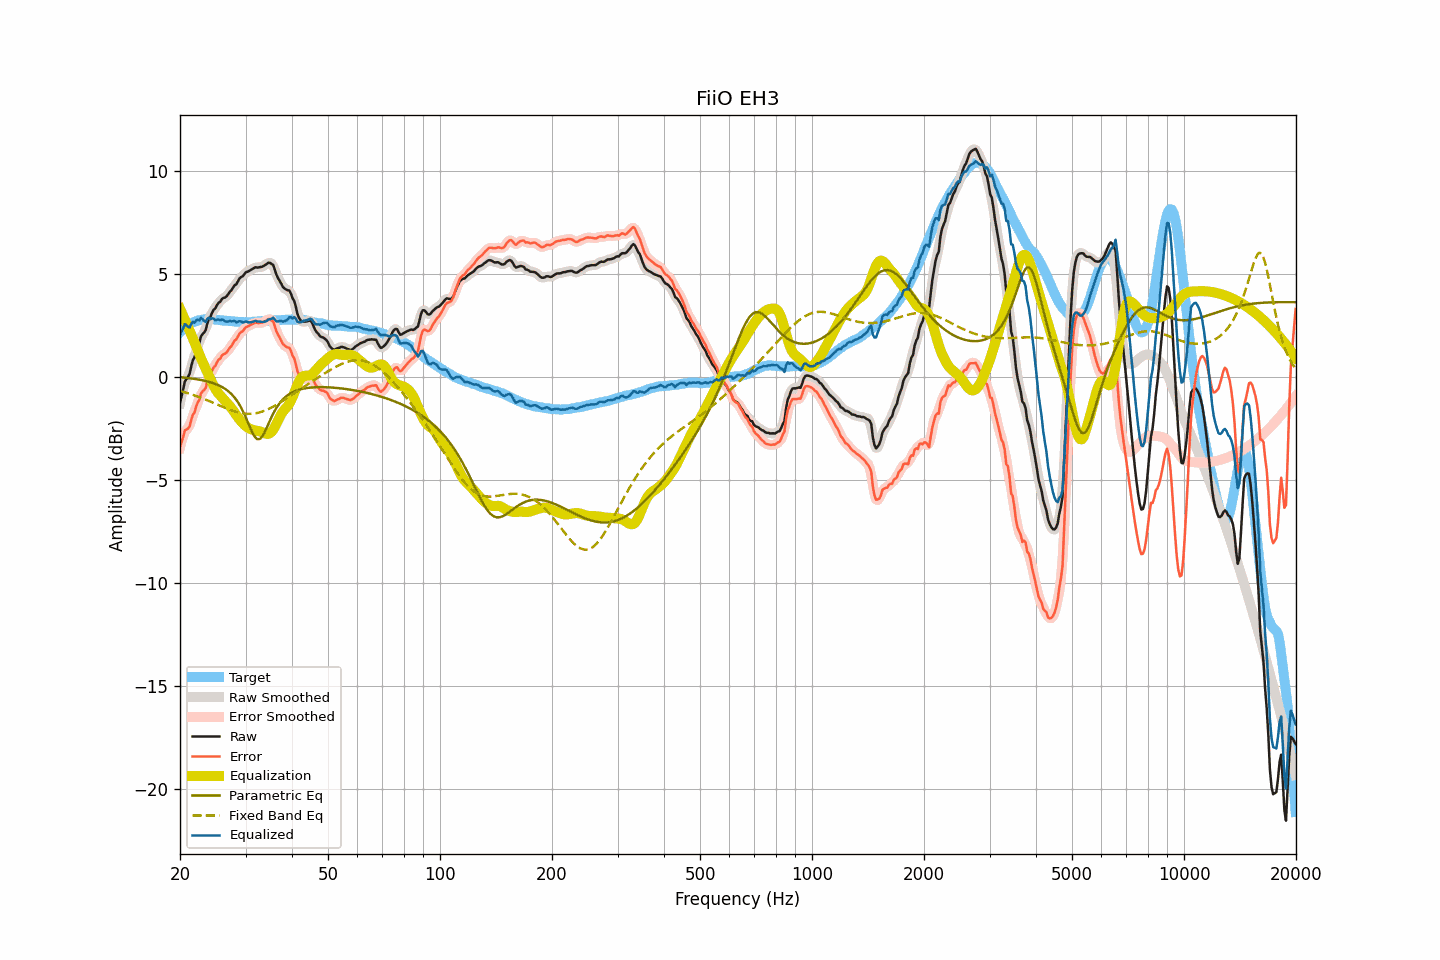 FiiO EH3
10
5
0
−5
−10
−15
−20
Amplitude (dBr)
Target
Raw Smoothed
Error Smoothed
Raw
Error
Equalization
Parametric Eq
Fixed Band Eq
Equalized
20 50 100 200 500 1000 2000 5000 10000 20000
Frequency (Hz)